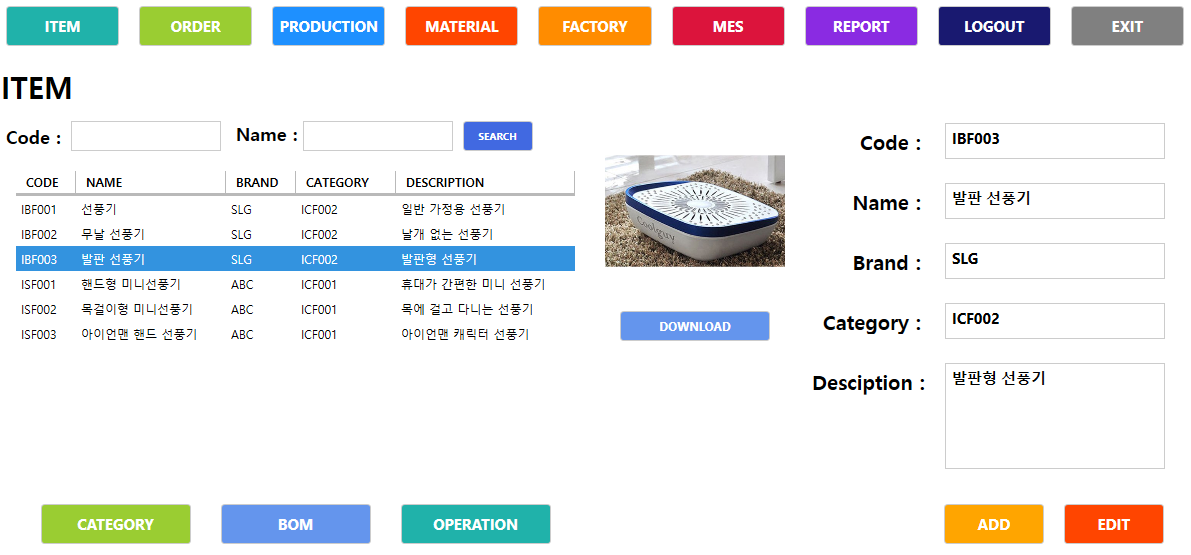 ITEM ORDER PRODUCTION MATERIAL FACTORY MES REPORT LOGOUT EXIT
ITEM
Code : Name : SEARCH
CODE NAME BRAND CATEGORY DESCRIPTION
IBF001 선풍기 SLG ICF002 일반 가정용 선풍기
IBF002 무날 선풍기 SLG ICF002 날개 없는 선풍기
IBF003 발판 선풍기 SLG ICF002 발판형 선풍기
ISF001 핸드형 미니선풍기 ABC ICF001 휴대가 간편한 미니 선풍기
ISF002 목걸이형 미니선풍기 ABC ICF001 목에 걸고 다니는 선풍기
ISF003 아이언맨 핸드 선풍기 ABC ICF001 아이언맨 캐릭터 선풍기
Coolguy
DOWNLOAD
Code : IBF003
Name : 발판 선풍기
Brand : SLG
Category : ICF002
Desciption : 발판형 선풍기
CATEGORY BOM OPERATION ADD EDIT